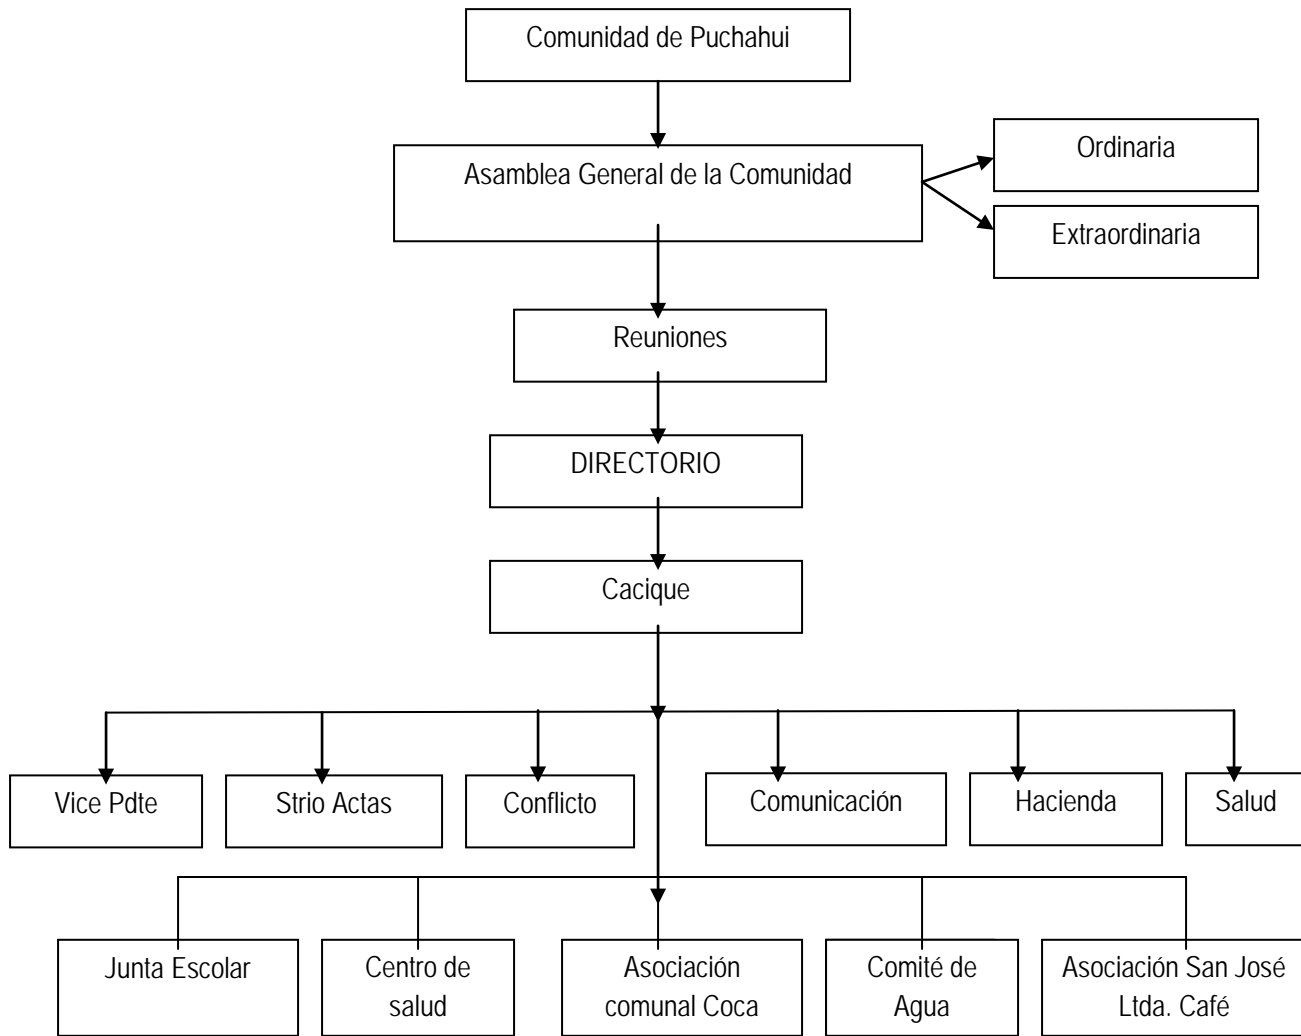 Comunidad de Puchahui
Asamblea General de la Comunidad
Ordinaria
Extraordinaria
Reuniones
DIRECTORIO
Cacique
Vice Pdte
Strio Actas
Conflicto
Comunicación
Hacienda
Salud
Junta Escolar
Centro de
salud
Asociación
comunal Coca
Comité de
Agua
Asociación San José
Ltda. Café